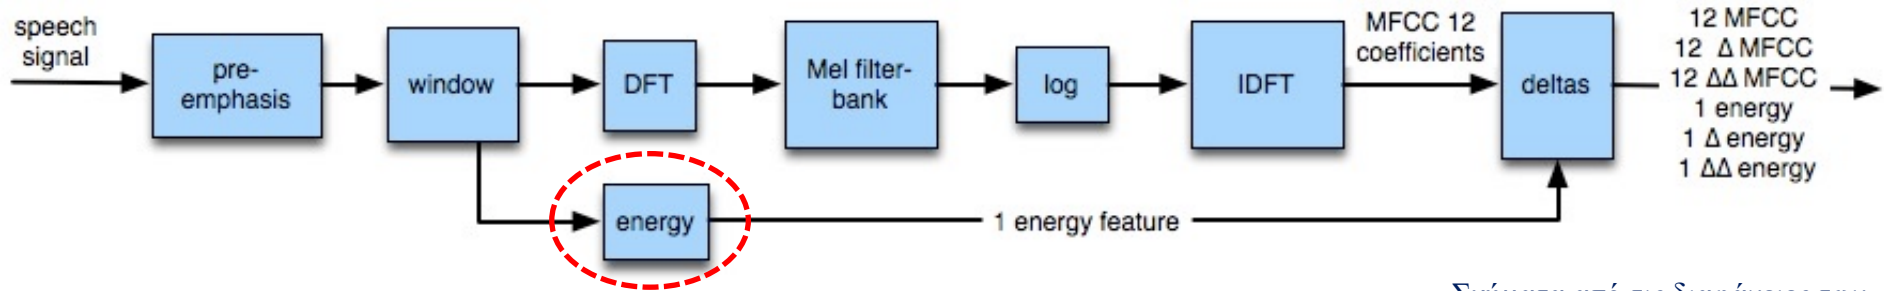 speech
signal
pre-
emphasis
window
DFT
Mel filter-
bank
log
IDFT
MFCC 12
coefficients
deltas
12 MFCC
12 Δ MFCC
12 ΔΔ MFCC
1 energy
1 Δ energy
1 ΔΔ energy
energy
1 energy feature